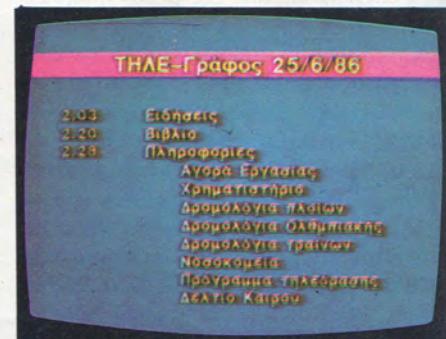 ΤΗΛΕ-Γράφος 25/6/86
2.03 Ειδήσεις
2.20 Βιβλίο
2.28 Πληροφορίες
Αγορά Εργασίας
Χρηματιστήριο
Δρομολόγια πλοίων
Δρομολόγια Ολυμπιακής
Δρομολόγια τραίνων
Νοσοκομεία
Πρόγραμμα τηλεόρασης
Δελτίο Καιρού